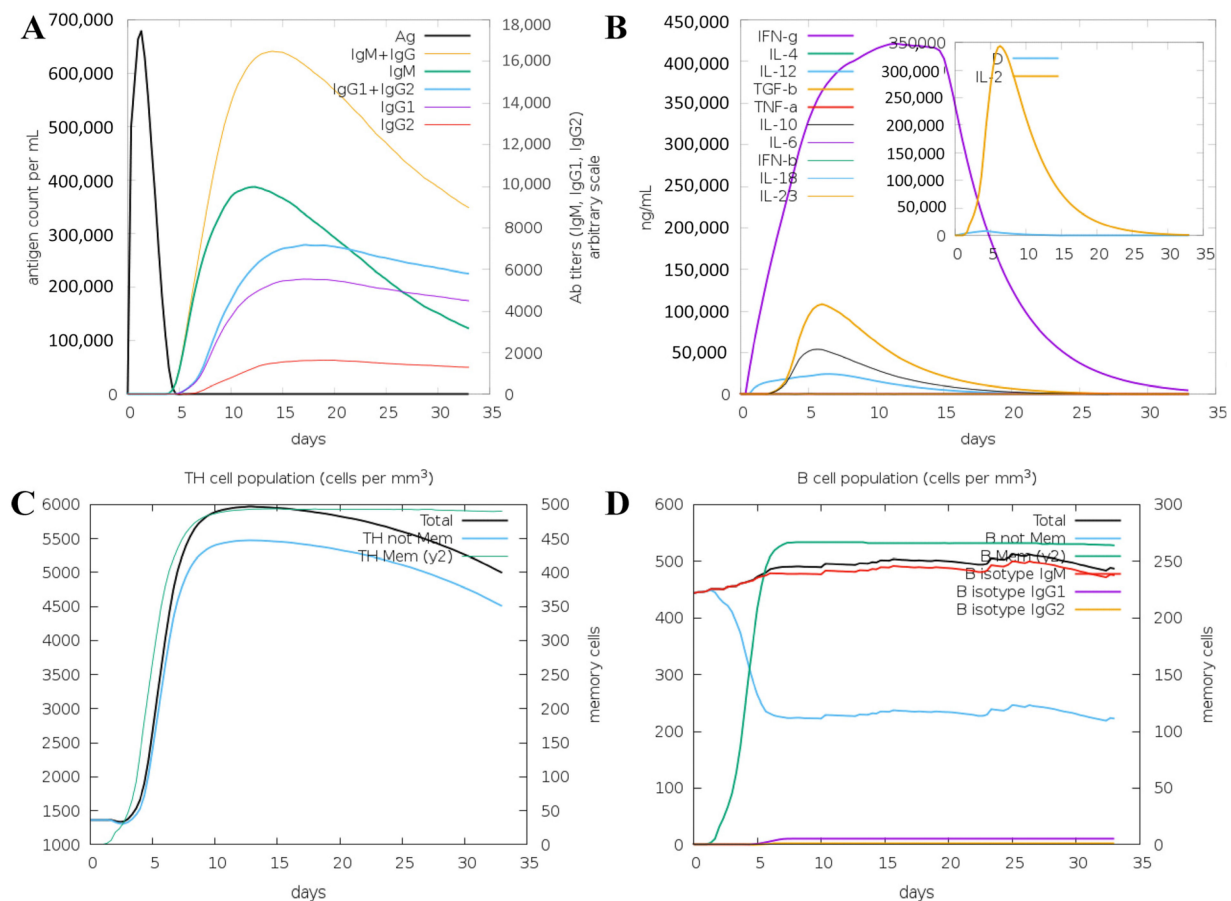 A
700,000
600,000
500,000
400,000
300,000
200,000
100,000
0
antigen count per mL
18,000
16,000
14,000
12,000
10,000
8000
6000
4000
2000
0
Ab titers (IgM, IgG1, IgG2)
arbitrary scale
Ag
IgM+IgG
IgM
IgG1+IgG2
IgG1
IgG2
0 5 10 15 20 25 30 35
days
B
450,000
400,000
350,000
300,000
250,000
200,000
150,000
100,000
50,000
0
ng/mL
IFN-g
IL-4
IL-12
TGF-b
TNF-a
IL-10
IL-6
IFN-b
IL-18
IL-23
350000
300,000
250,000
200,000
150,000
100,000
50,000
0
D
IL-2
0 5 10 15 20 25 30 35
0 5 10 15 20 25 30 35
days
C
TH cell population (cells per mm³)
6000
5500
5000
4500
4000
3500
3000
2500
2000
1500
1000
500
450
400
350
300
250
200
150
100
50
0
memory cells
Total
TH not Mem
TH Mem (y2)
0 5 10 15 20 25 30 35
days
D
B cell population (cells per mm³)
600
500
400
300
200
100
0
300
250
200
150
100
50
0
memory cells
Total
B not Mem
B Mem (y2)
B isotype IgM
B isotype IgG1
B isotype IgG2
0 5 10 15 20 25 30 35
days